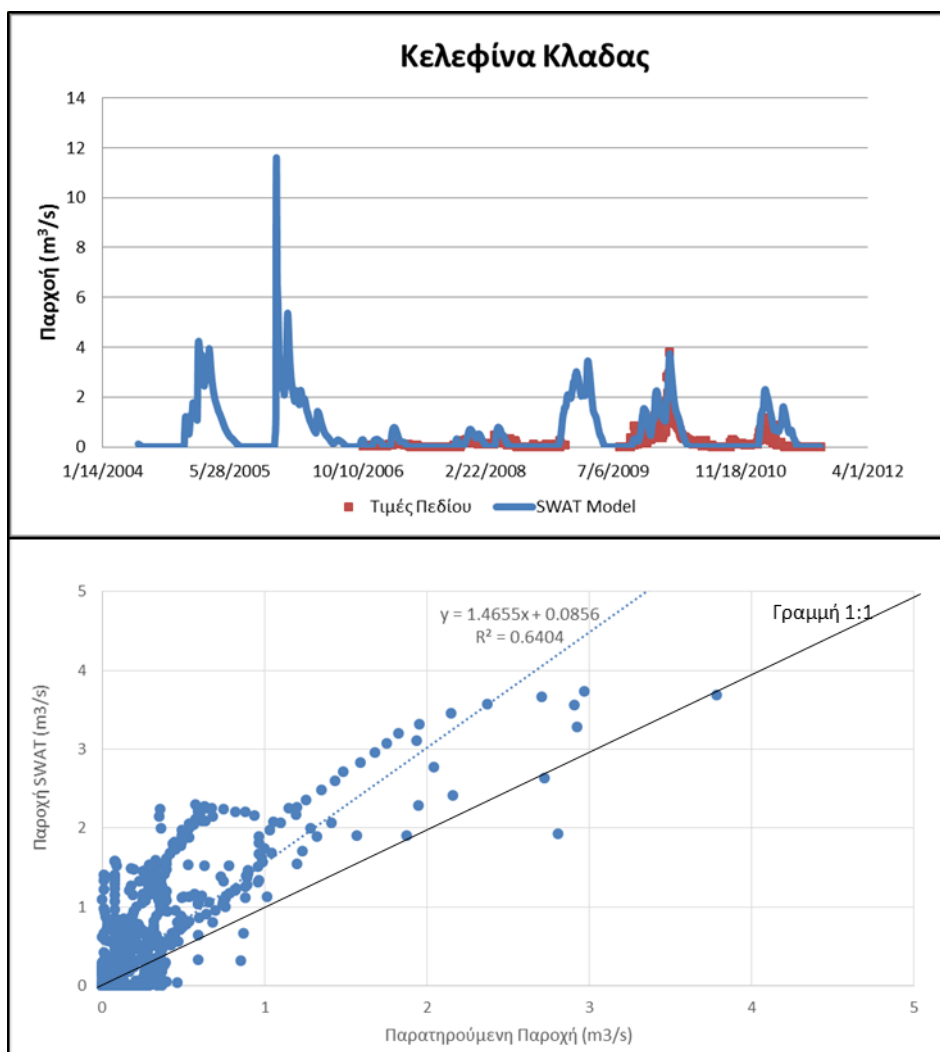 Κελεφίνα Κλαδας
Παρχοή (m³/s)
14
12
10
8
6
4
2
0
1/14/2004 5/28/2005 10/10/2006 2/22/2008 7/6/2009 11/18/2010 4/1/2012
Τιμές Πεδίου SWAT Model
Παροχή SWAT (m3/s)
5
4
3
2
1
0
y = 1.4655x + 0.0856
R² = 0.6404
Γραμμή 1:1
0 1 2 3 4 5
Παρατηρούμενη Παροχή (m3/s)